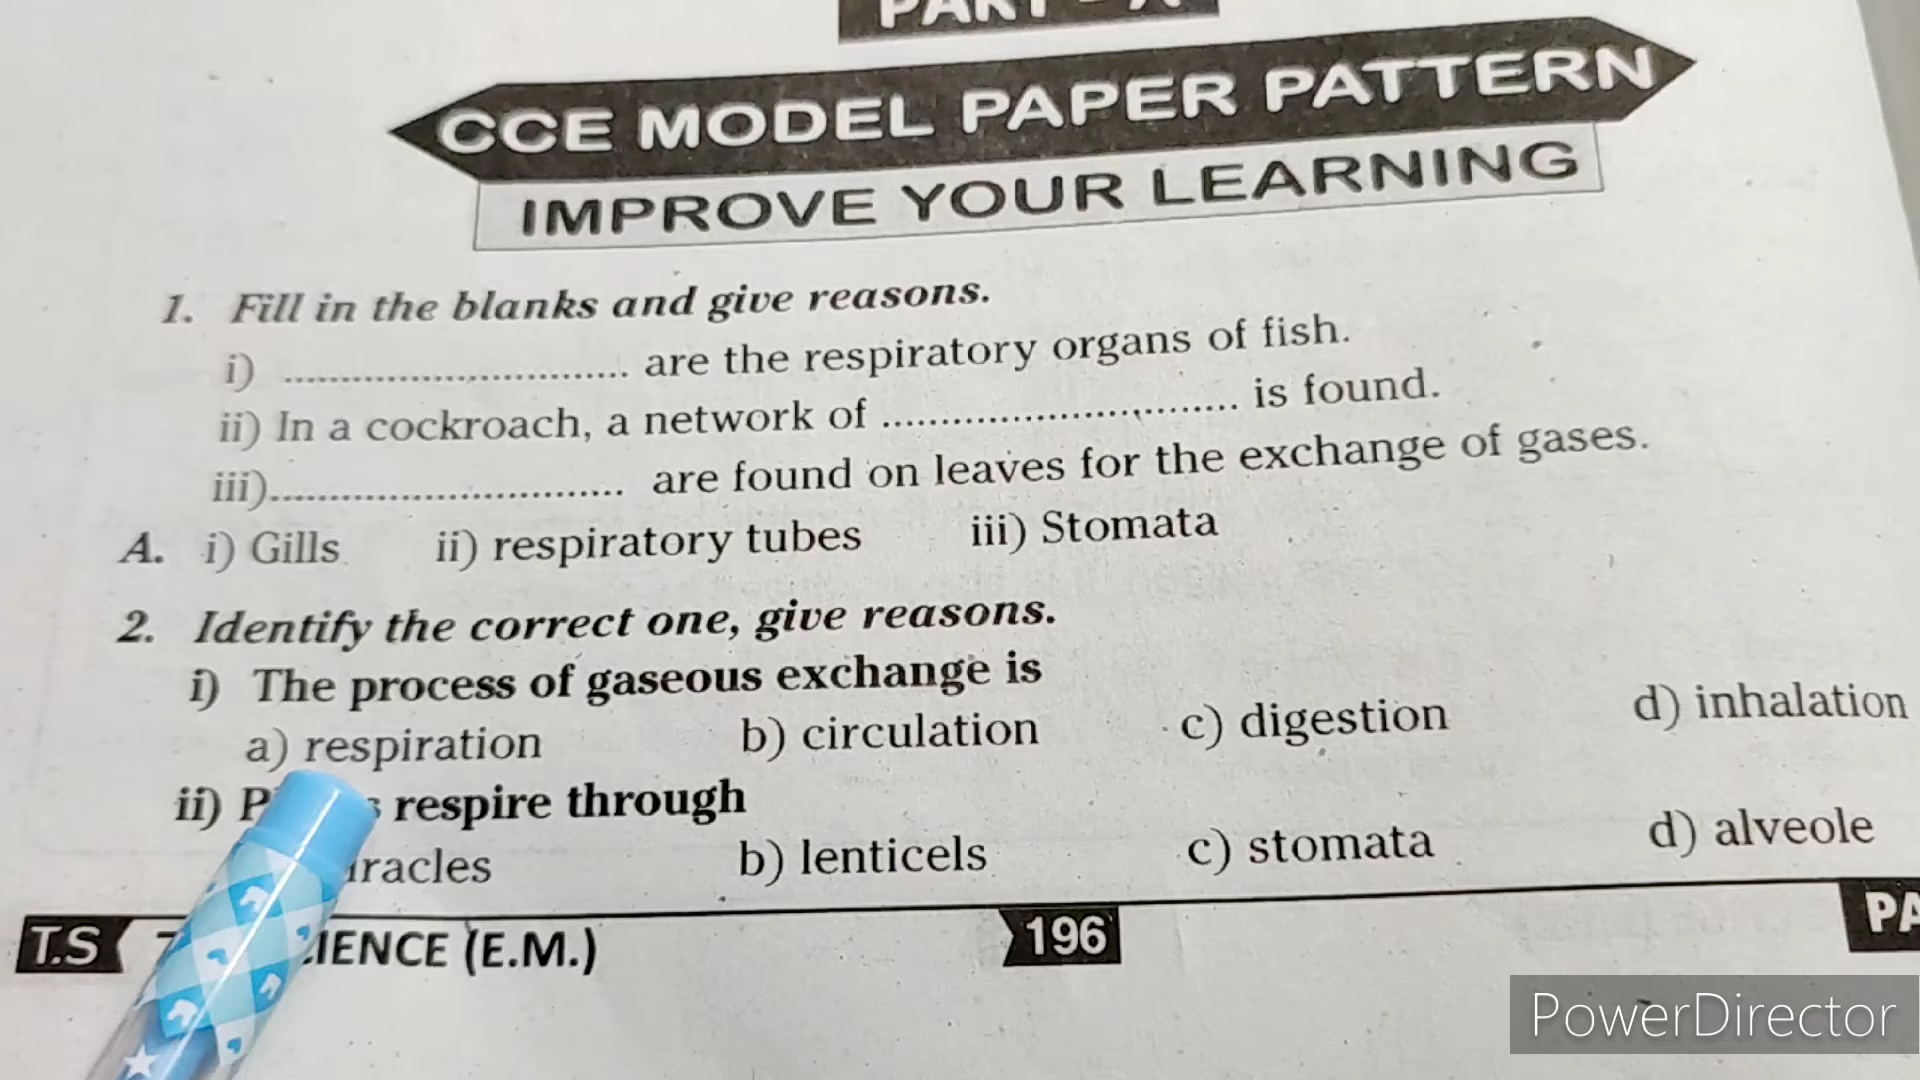 PART - A
CCE MODEL PAPER PATTERN
IMPROVE YOUR LEARNING
1. Fill in the blanks and give reasons.
i) .............................. are the respiratory organs of fish.
ii) In a cockroach, a network of .............................. is found.
iii).............................. are found on leaves for the exchange of gases.
A. i) Gills ii) respiratory tubes iii) Stomata
2. Identify the correct one, give reasons.
i) The process of gaseous exchange is
a) respiration b) circulation c) digestion d) inhalation
ii) respire through
b) lenticels c) stomata d) alveole
T.S (E.M.) 196
PowerDirector